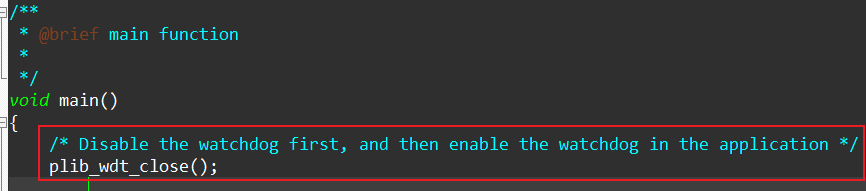 /**
* @brief main function
*
*/
void main()
{
/* Disable the watchdog first, and then enable the watchdog in the application */
plib_wdt_close();